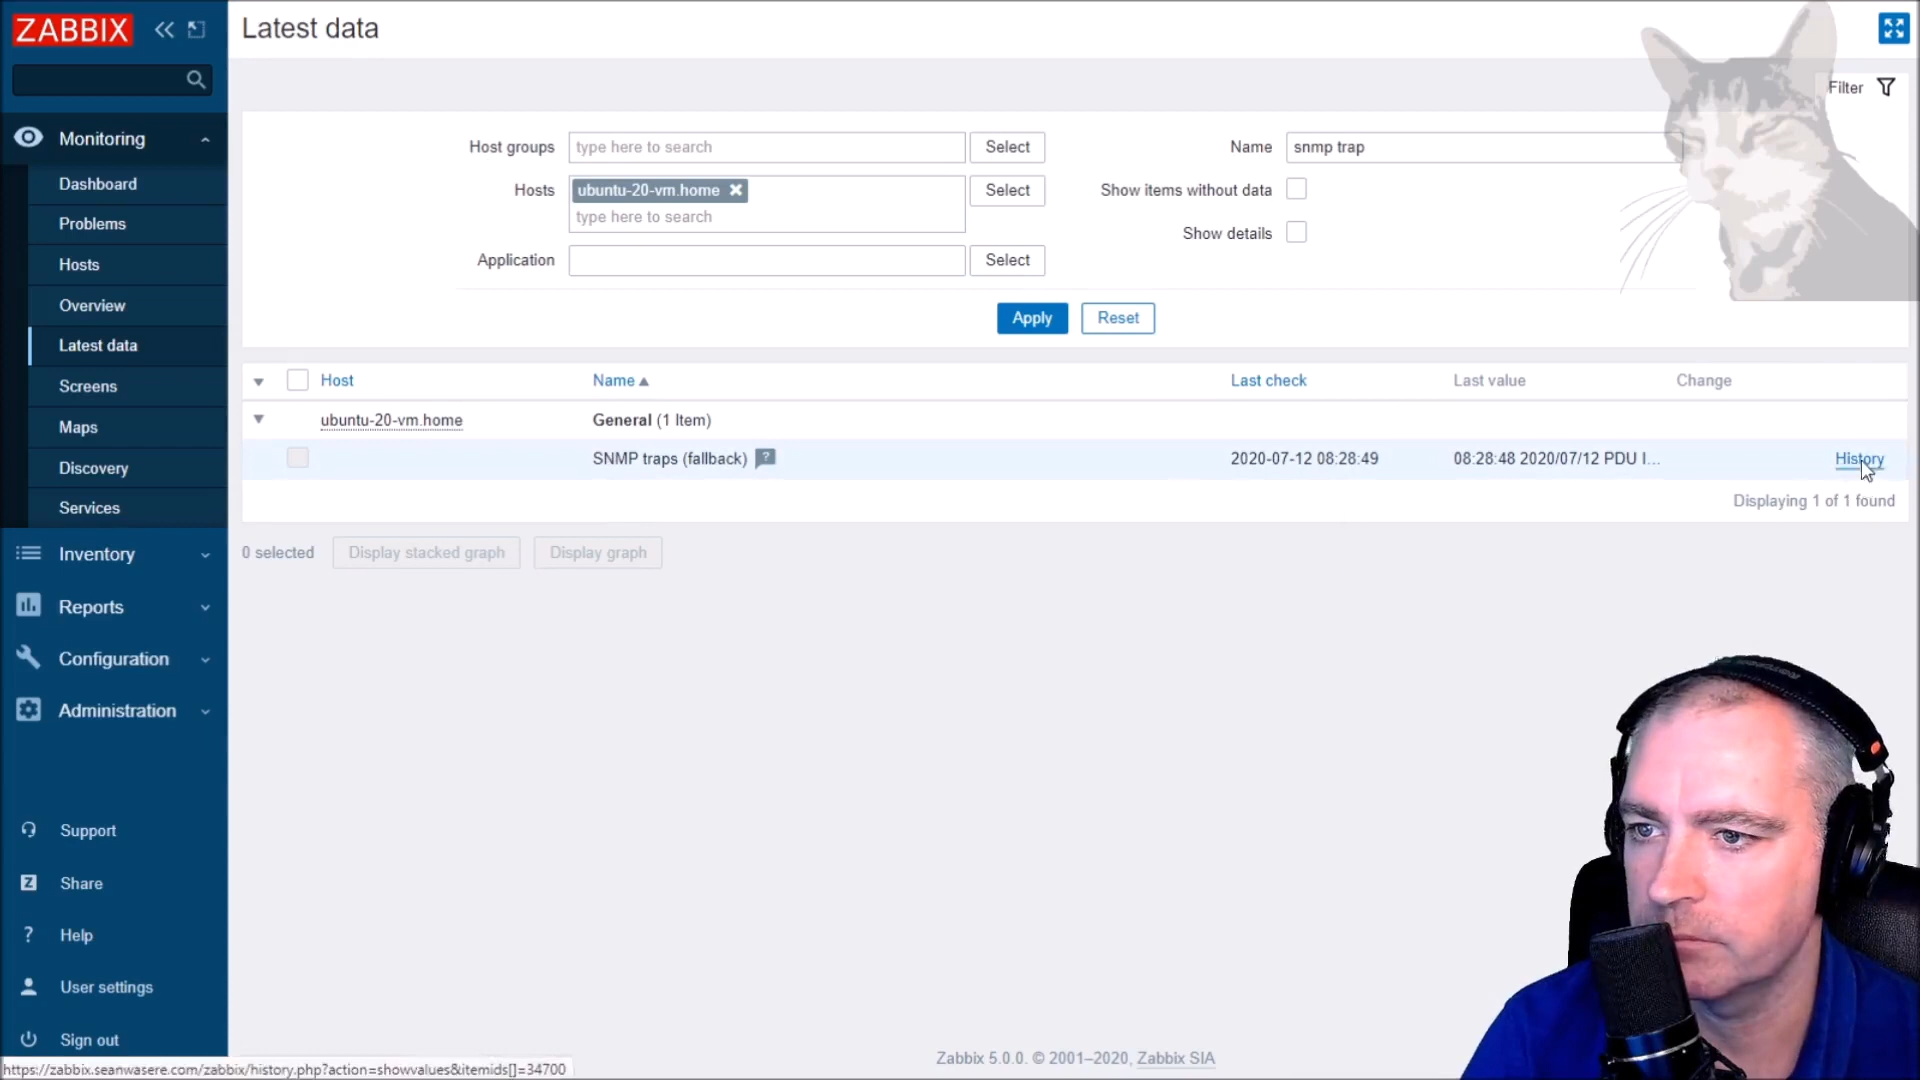 ZABBIX
Latest data
Filter
Monitoring
Dashboard
Problems
Hosts
Overview
Latest data
Screens
Maps
Discovery
Services
Inventory
Reports
Configuration
Administration
Support
Share
Help
User settings
Sign out
Host groups type here to search Select
Hosts ubuntu-20-vm.home Select
type here to search
Application Select
Name snmp trap
Show items without data
Show details
Apply Reset
Host Name Last check Last value Change
ubuntu-20-vm.home General (1 Item)
SNMP traps (fallback) ? 2020-07-12 08:28:49 08:28:48 2020/07/12 PDU I... History
Displaying 1 of 1 found
0 selected Display stacked graph Display graph
Zabbix 5.0.0. © 2001–2020, Zabbix SIA
https://zabbix.seanwasere.com/zabbix/history.php?action=showvalues&itemids[]=34700